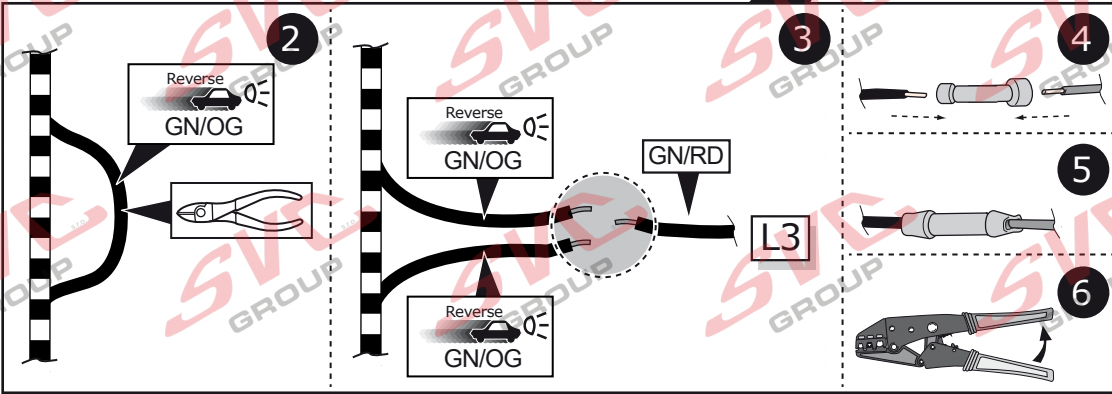 2
Reverse
GN/OG
3
Reverse
GN/OG
GN/RD
L3
Reverse
GN/OG
4
5
6
SVC
GROUP
s.r.o.